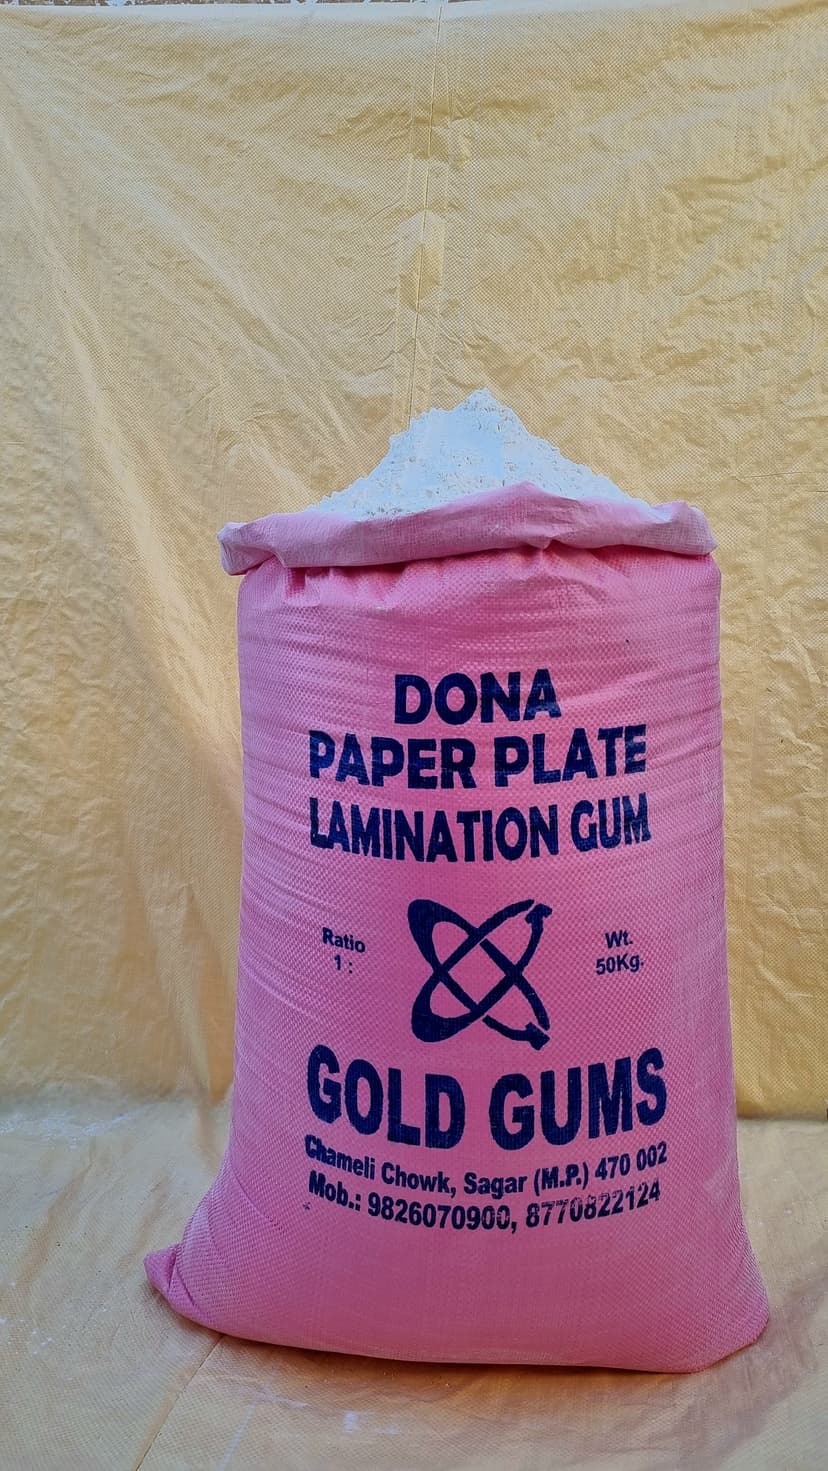 DONA
PAPER PLATE
LAMINATION GUM
Ratio
1 :
Wt.
50Kg.
GOLD GUMS
Chameli Chowk, Sagar (M.P.) 470 002
Mob.: 9826070900, 8770822124